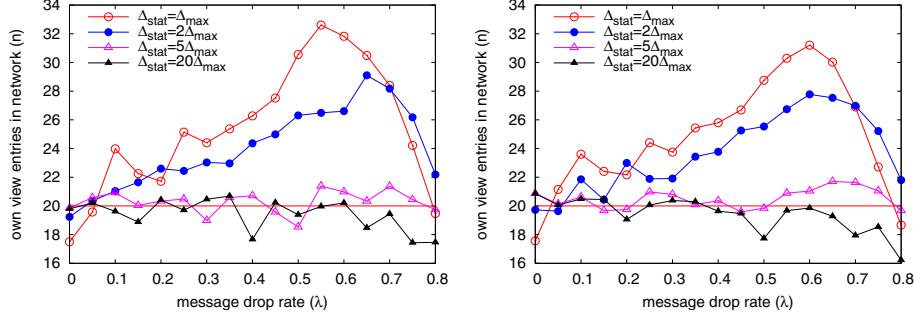 own view entries in network (n)
34
32
30
28
26
24
22
20
18
16
Δstat=Δmax
Δstat=2Δmax
Δstat=5Δmax
Δstat=20Δmax
0 0.1 0.2 0.3 0.4 0.5 0.6 0.7 0.8
message drop rate (λ)
own view entries in network (n)
34
32
30
28
26
24
22
20
18
16
Δstat=Δmax
Δstat=2Δmax
Δstat=5Δmax
Δstat=20Δmax
0 0.1 0.2 0.3 0.4 0.5 0.6 0.7 0.8
message drop rate (λ)